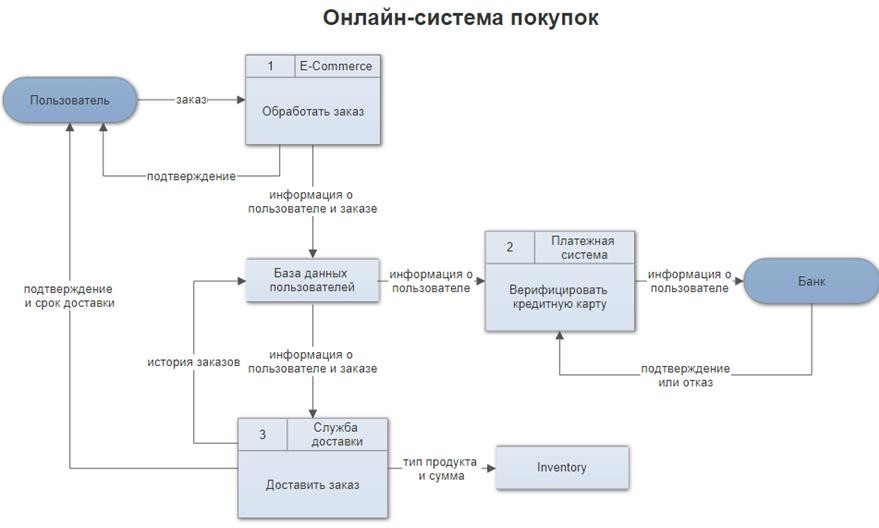 Онлайн-система покупок
1
E-Commerce
Пользователь
заказ
Обработать заказ
подтверждение
информация о
пользователе и заказе
2
Платежная
система
База данных
пользователей
информация о
пользователе
Верифицировать
кредитную карту
информация о
пользователе
Банк
подтверждение
и срок доставки
история заказов
информация о
пользователе и заказе
подтверждение
или отказ
3
Служба
доставки
Доставить заказ
тип продукта
и сумма
Inventory